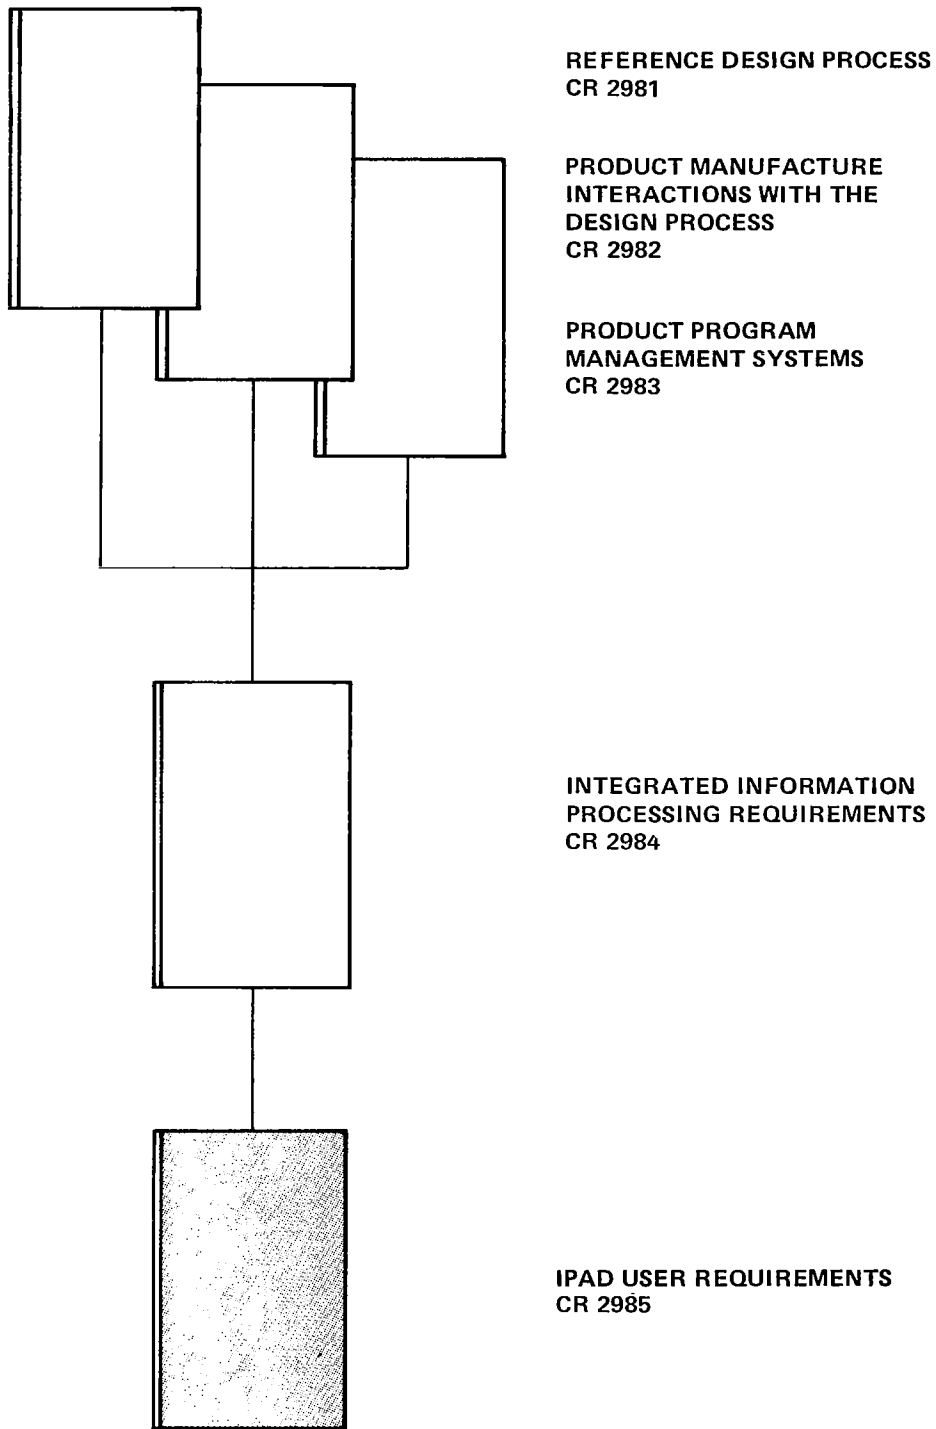 REFERENCE DESIGN PROCESS
CR 2981
PRODUCT MANUFACTURE
INTERACTIONS WITH THE
DESIGN PROCESS
CR 2982
PRODUCT PROGRAM
MANAGEMENT SYSTEMS
CR 2983
INTEGRATED INFORMATION
PROCESSING REQUIREMENTS
CR 2984
IPAD USER REQUIREMENTS
CR 2985